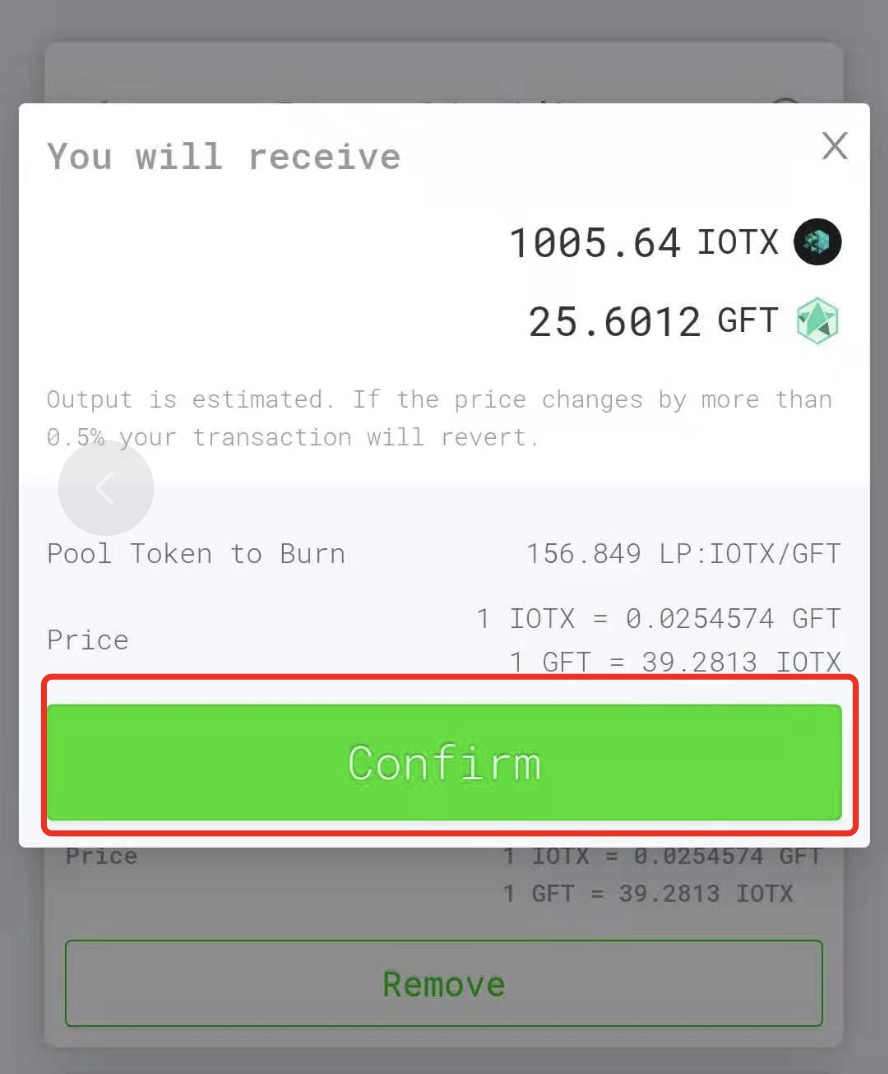 You will receive
1005.64 IOTX
25.6012 GFT
Output is estimated. If the price changes by more than
0.5% your transaction will revert.
Pool Token to Burn 156.849 LP:IOTX/GFT
Price
1 IOTX = 0.0254574 GFT
1 GFT = 39.2813 IOTX
Confirm
Price 1 IOTX = 0.0254574 GFT
1 GFT = 39.2813 IOTX
Remove